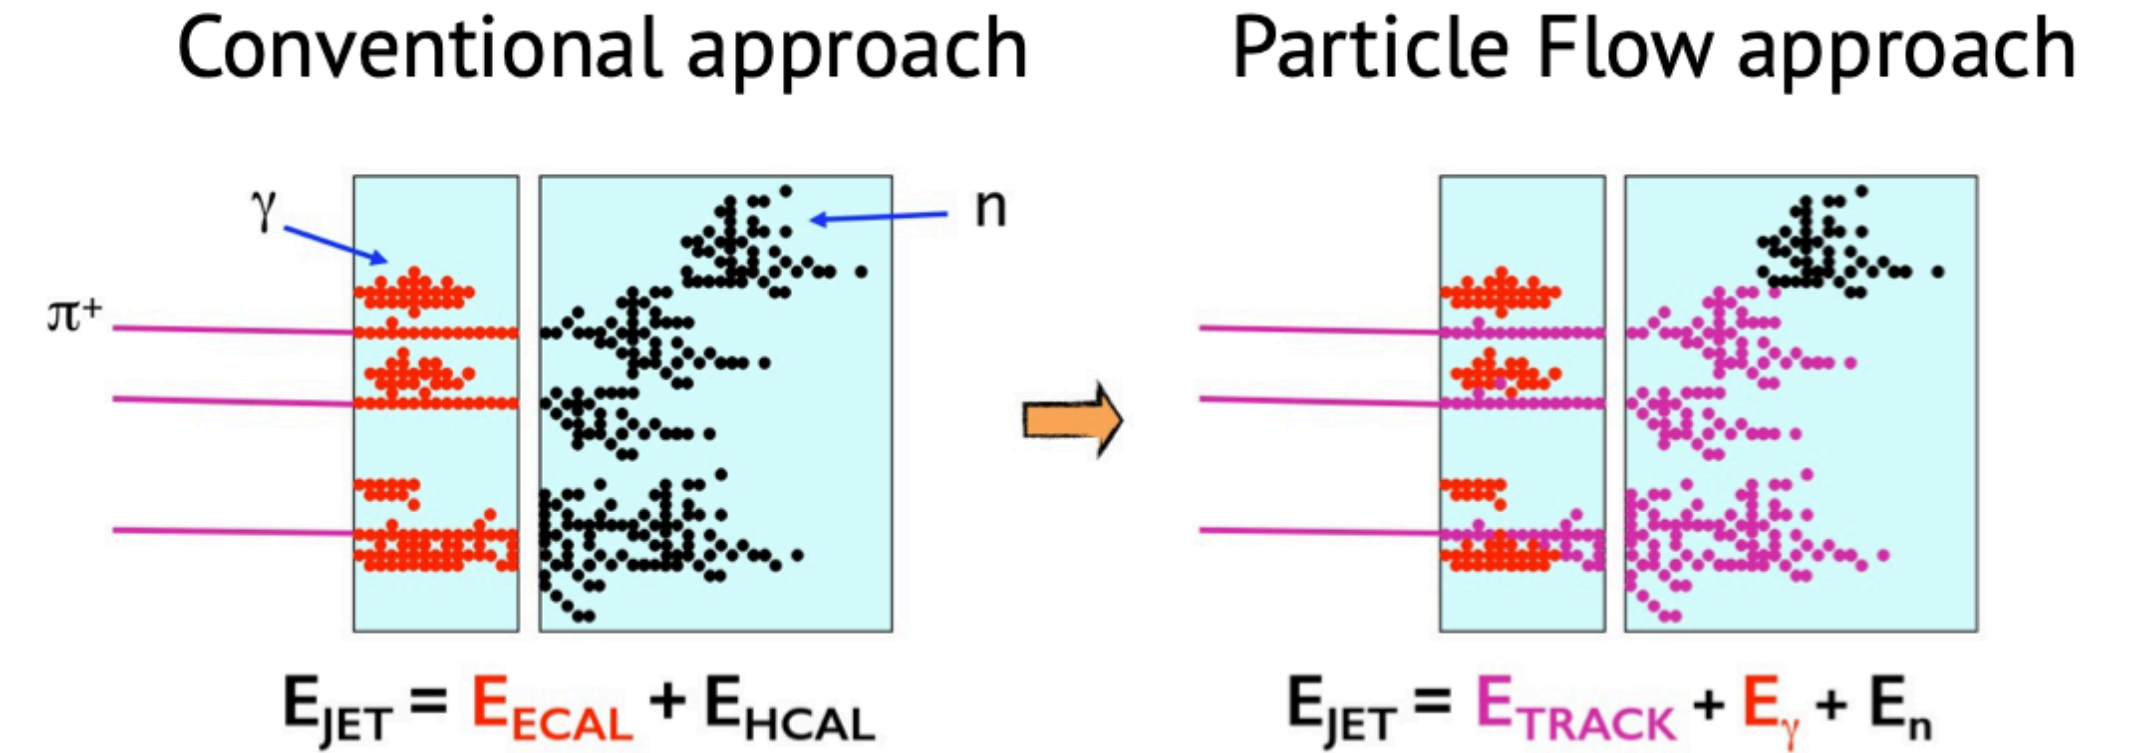 Conventional approach
Particle Flow approach
γ
n
π⁺
E_JET = E_ECAL + E_HCAL
E_JET = E_TRACK + E_γ + E_n